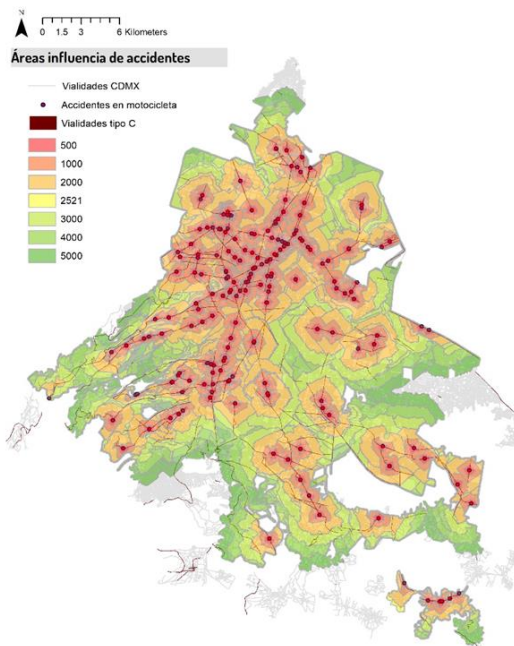 N
0 1.5 3 6 Kilometers
Áreas influencia de accidentes
Vialidades CDMX
Accidentes en motocicleta
Vialidades tipo C
500
1000
2000
2521
3000
4000
5000